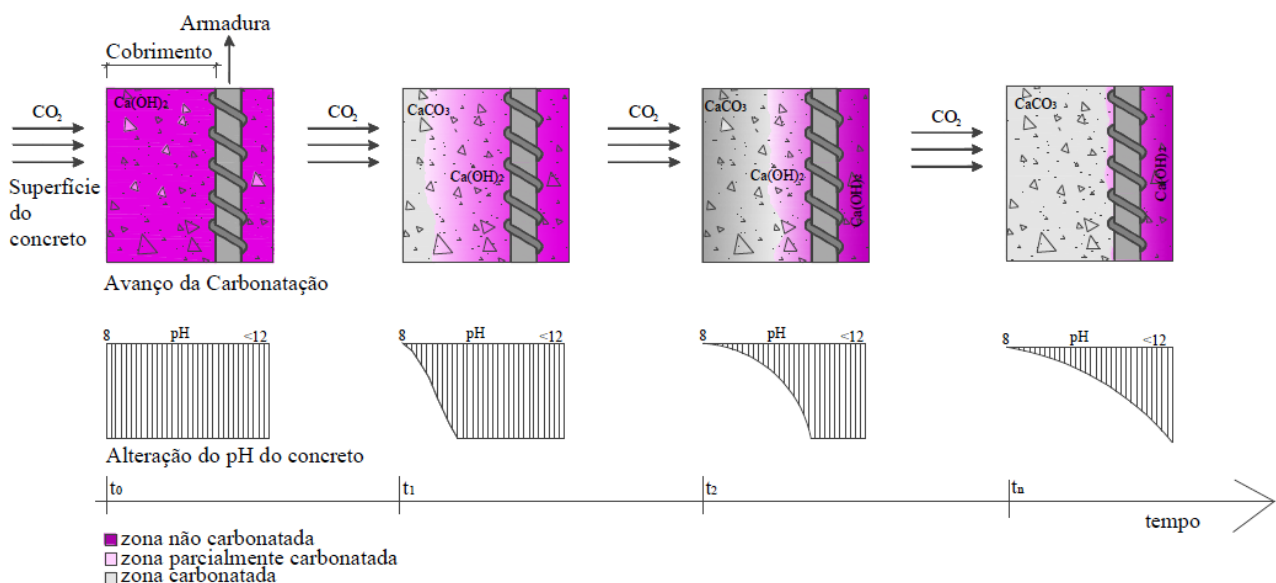 Armadura
Cobrimento
CO₂
CO₂
CO₂
CO₂
Ca(OH)₂
CaCO₃
Ca(OH)₂
CaCO₃
Ca(OH)₂
Ca(OH)₂
CaCO₃
Ca(OH)₂
Superfície
do
concreto
Avanço da Carbonatação
8 pH <12
8 pH <12
8 pH <12
8 pH <12
Alteração do pH do concreto
t₀
t₁
t₂
tₙ
tempo
zona não carbonatada
zona parcialmente carbonatada
zona carbonatada